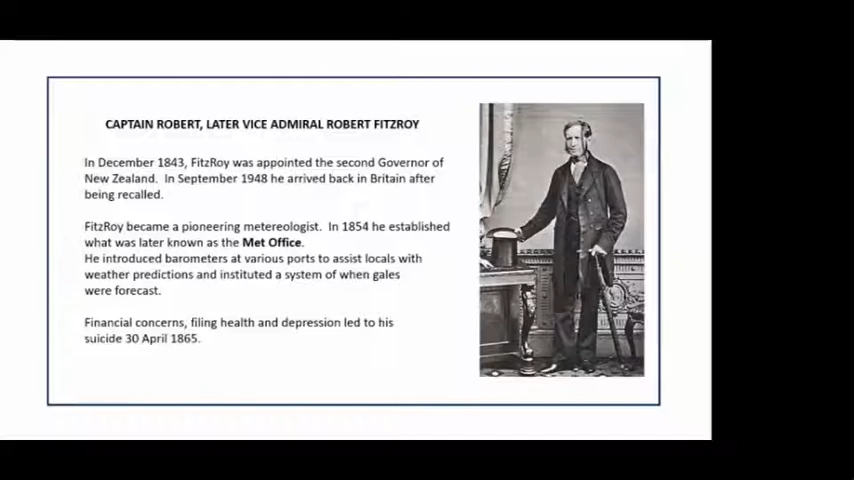 CAPTAIN ROBERT, LATER VICE ADMIRAL ROBERT FITZROY
In December 1843, FitzRoy was appointed the second Governor of
New Zealand. In September 1948 he arrived back in Britain after
being recalled.
FitzRoy became a pioneering metereologist. In 1854 he established
what was later known as the Met Office.
He introduced barometers at various ports to assist locals with
weather predictions and instituted a system of when gales
were forecast.
Financial concerns, filing health and depression led to his
suicide 30 April 1865.